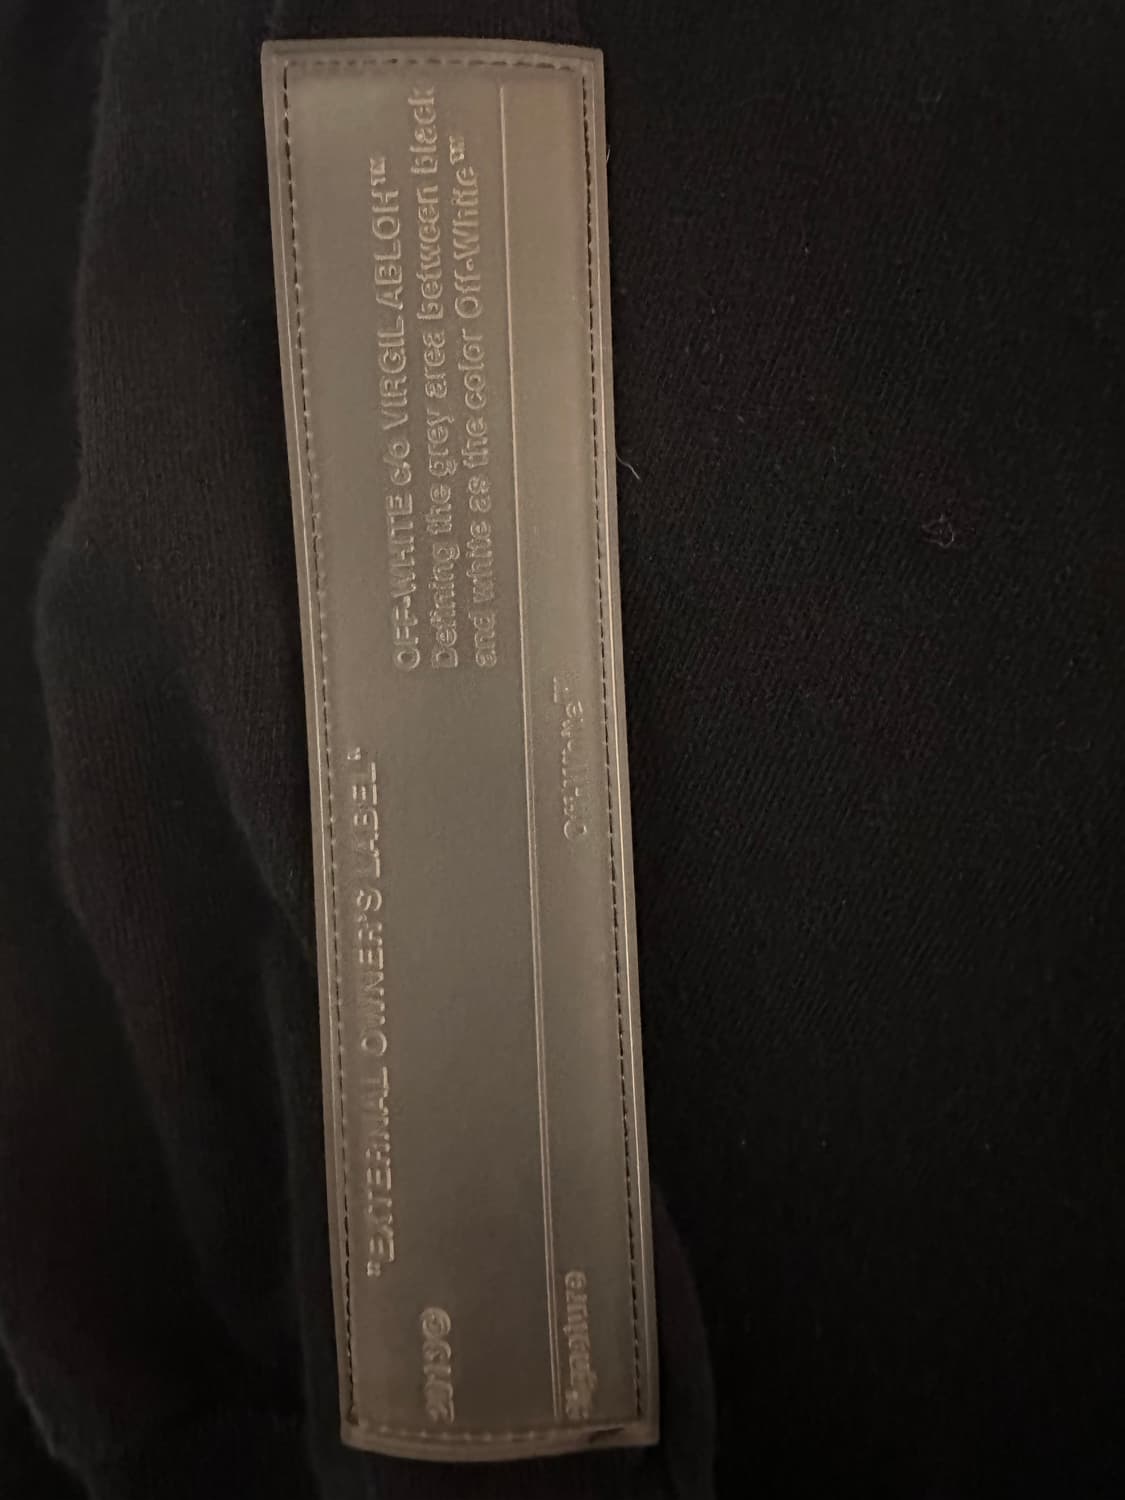 "EXTERNAL OWNER'S LABEL"
OFF-WHITE c/o VIRGIL ABLOH™
Defining the grey area between black
and white as the color Off-White™
2019©
Off-White™
Signature